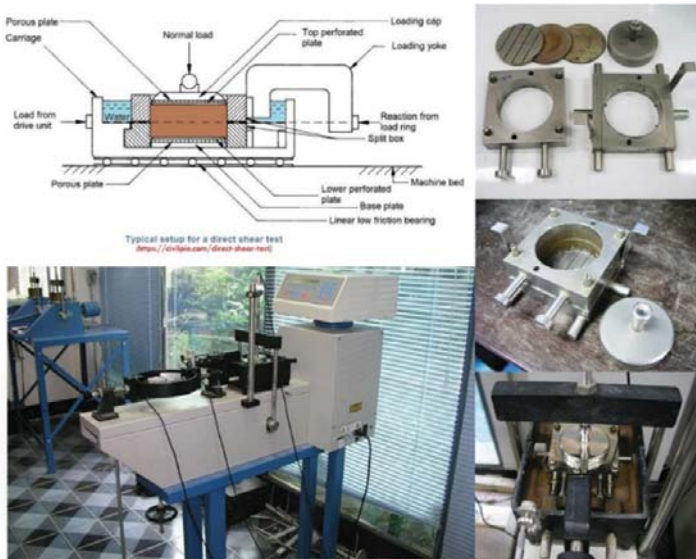 Porous plate
Carriage
Normal load
Loading cap
Top perforated
plate
Loading yoke
Water
Load from
drive unit
Reaction from
load ring
Split box
Porous plate
Lower perforated
plate
Machine bed
Base plate
Linear low friction bearing
Typical setup for a direct shear test
(https://civilpie.com/direct-shear-test)